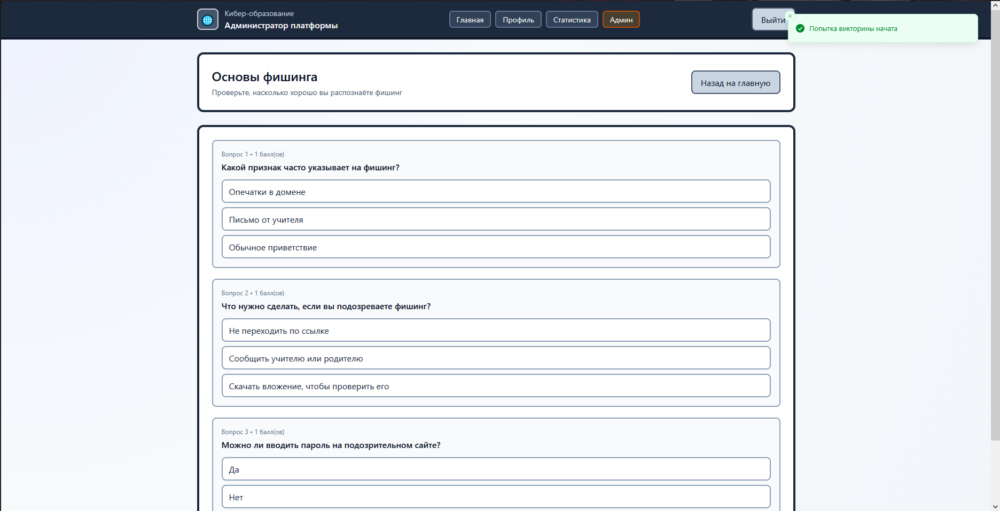 Кибер-образование
Администратор платформы
Главная
Профиль
Статистика
Админ
Выйти
Попытка викторины начата
Основы фишинга
Проверьте, насколько хорошо вы распознаёте фишинг
Назад на главную
Вопрос 1 • 1 балл(ов)
Какой признак часто указывает на фишинг?
Опечатки в домене
Письмо от учителя
Обычное приветствие
Вопрос 2 • 1 балл(ов)
Что нужно сделать, если вы подозреваете фишинг?
Не переходить по ссылке
Сообщить учителю или родителю
Скачать вложение, чтобы проверить его
Вопрос 3 • 1 балл(ов)
Можно ли вводить пароль на подозрительном сайте?
Да
Нет